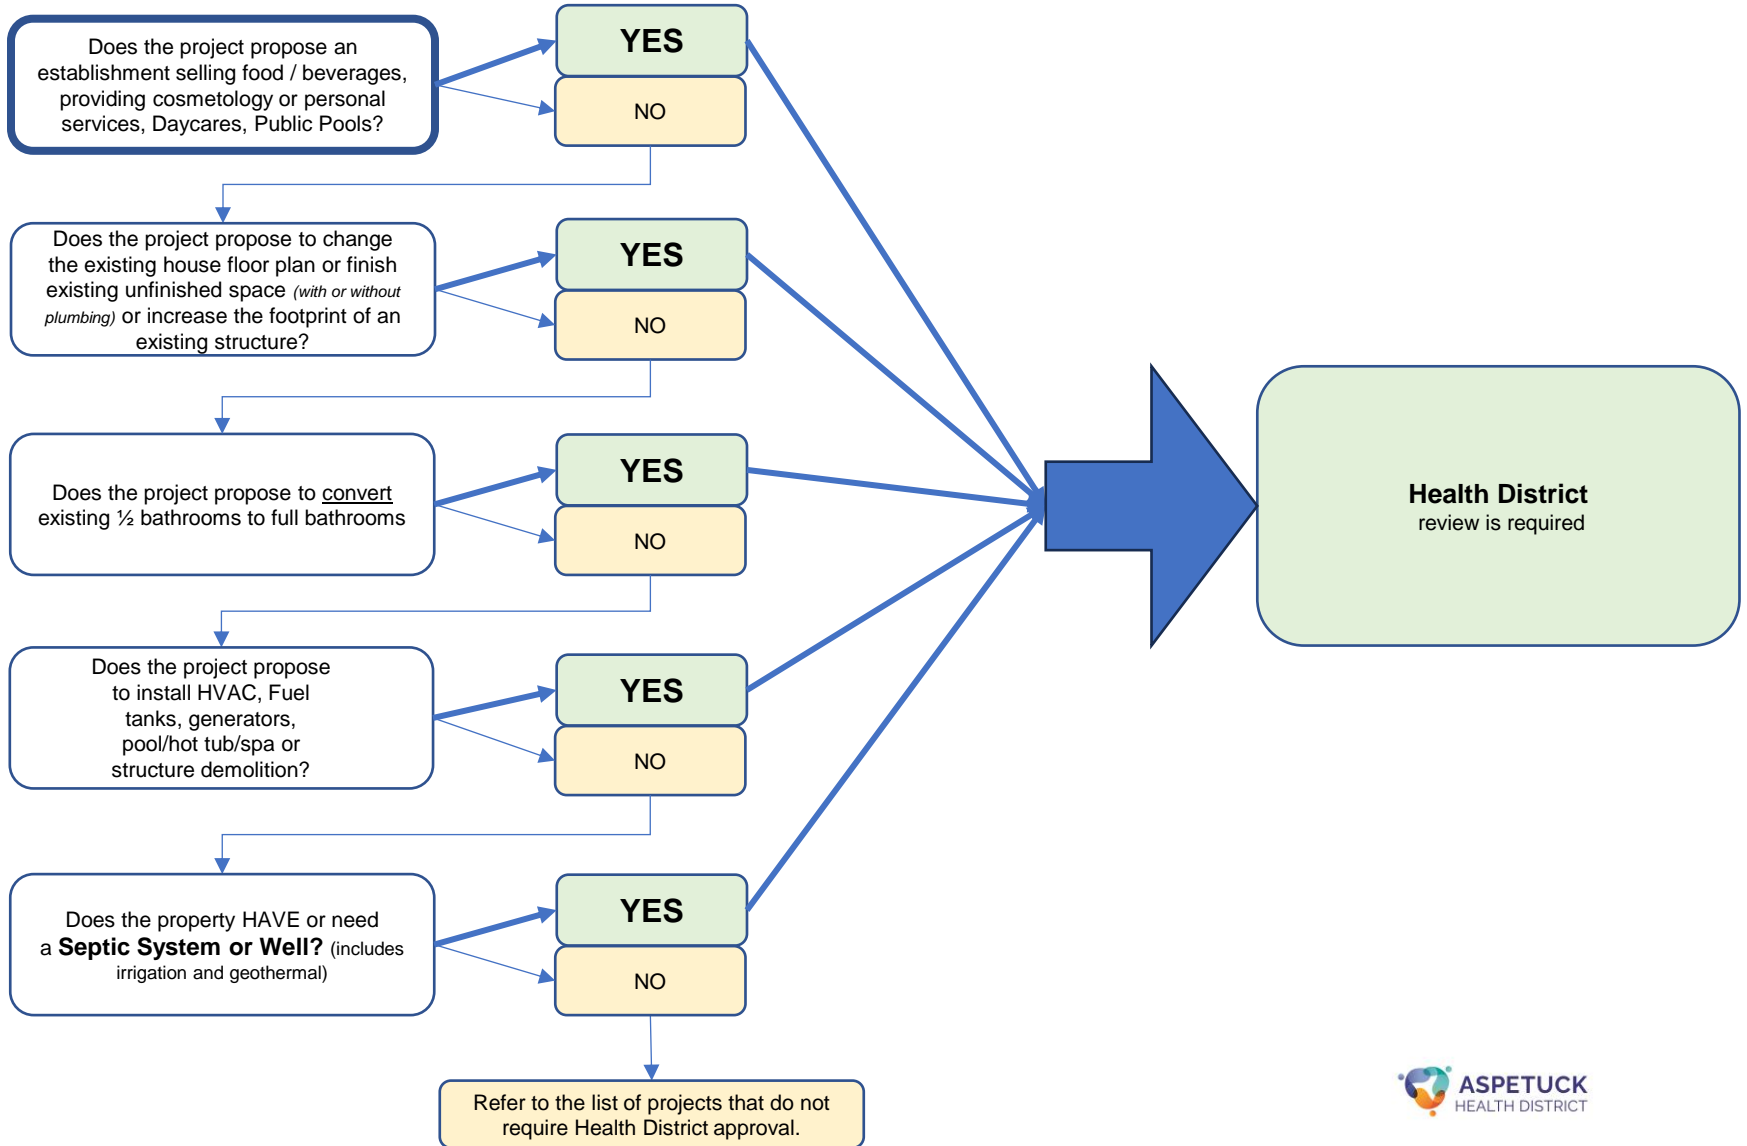 Does the project propose an
establishment selling food / beverages,
providing cosmetology or personal
services, Daycares, Public Pools?
YES
NO
Does the project propose to change
the existing house floor plan or finish
existing unfinished space (with or without
plumbing) or increase the footprint of an
existing structure?
YES
NO
Does the project propose to convert
existing ½ bathrooms to full bathrooms
YES
NO
Does the project propose
to install HVAC, Fuel
tanks, generators,
pool/hot tub/spa or
structure demolition?
YES
NO
Does the property HAVE or need
a Septic System or Well? (includes
irrigation and geothermal)
YES
NO
Refer to the list of projects that do not
require Health District approval.
Health District
review is required
ASPETUCK
HEALTH DISTRICT